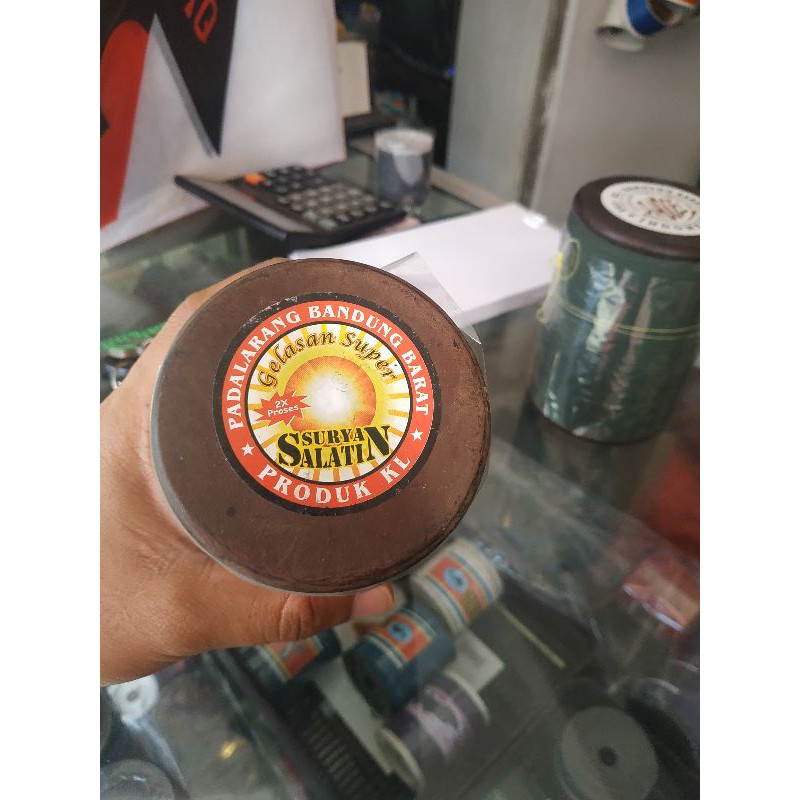 PADALARANG BANDUNG BARAT
Gelasan Super
2X
Proses
SURYA
SALATIN
PRODUK KL